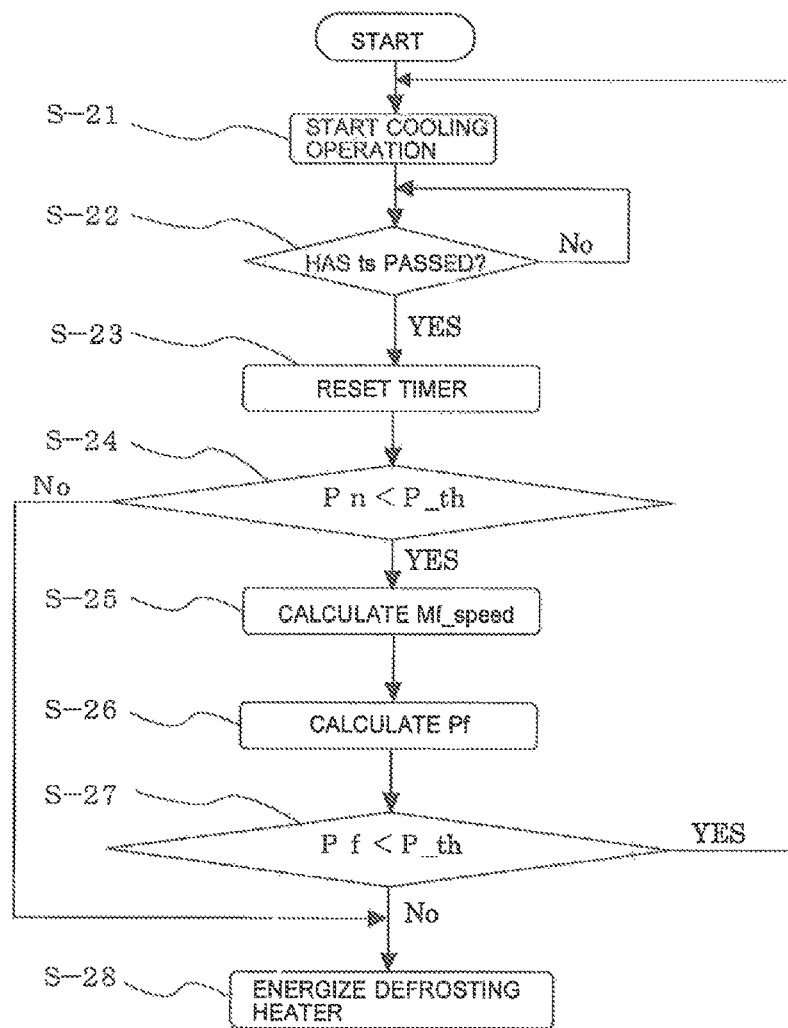 START
S-21
START COOLING
OPERATION
S-22
HAS ts PASSED?
No
YES
S-23
RESET TIMER
S-24
No
P n < P_th
YES
S-25
CALCULATE Mf_speed
S-26
CALCULATE Pf
S-27
P f < P_th
YES
No
S-28
ENERGIZE DEFROSTING
HEATER